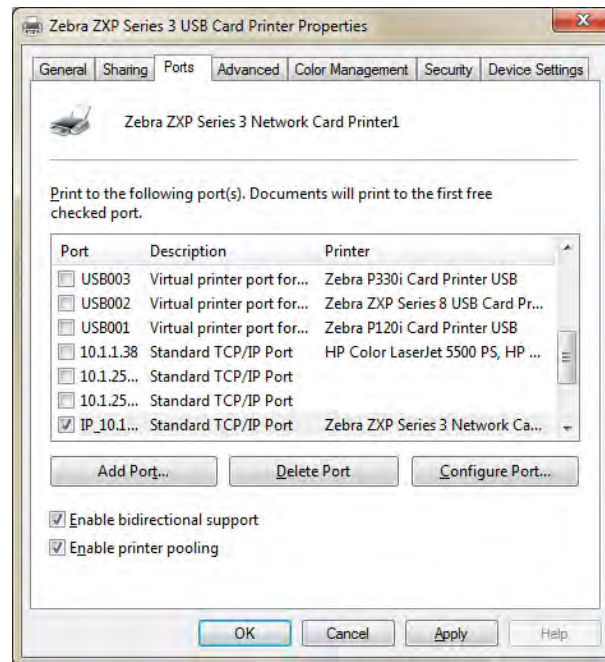 Zebra ZXP Series 3 USB Card Printer Properties
General Sharing Ports Advanced Color Management Security Device Settings
Zebra ZXP Series 3 Network Card Printer1
Print to the following port(s). Documents will print to the first free
checked port.
Port Description Printer
USB003 Virtual printer port for... Zebra P330i Card Printer USB
USB002 Virtual printer port for... Zebra ZXP Series 8 USB Card Pr...
USB001 Virtual printer port for... Zebra P120i Card Printer USB
10.1.1.38 Standard TCP/IP Port HP Color LaserJet 5500 PS, HP ...
10.1.25... Standard TCP/IP Port
10.1.25... Standard TCP/IP Port
IP_10.1... Standard TCP/IP Port Zebra ZXP Series 3 Network Ca...
Add Port... Delete Port Configure Port...
Enable bidirectional support
Enable printer pooling
OK Cancel Apply Help